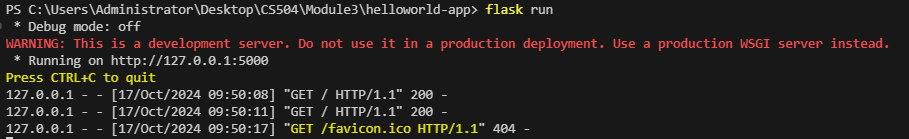 PS C:\Users\Administrator\Desktop\CS504\Module3\helloworld-app> flask run
* Debug mode: off
WARNING: This is a development server. Do not use it in a production deployment. Use a production WSGI server instead.
* Running on http://127.0.0.1:5000
Press CTRL+C to quit
127.0.0.1 - - [17/Oct/2024 09:50:08] "GET / HTTP/1.1" 200 -
127.0.0.1 - - [17/Oct/2024 09:50:11] "GET / HTTP/1.1" 200 -
127.0.0.1 - - [17/Oct/2024 09:50:17] "GET /favicon.ico HTTP/1.1" 404 -